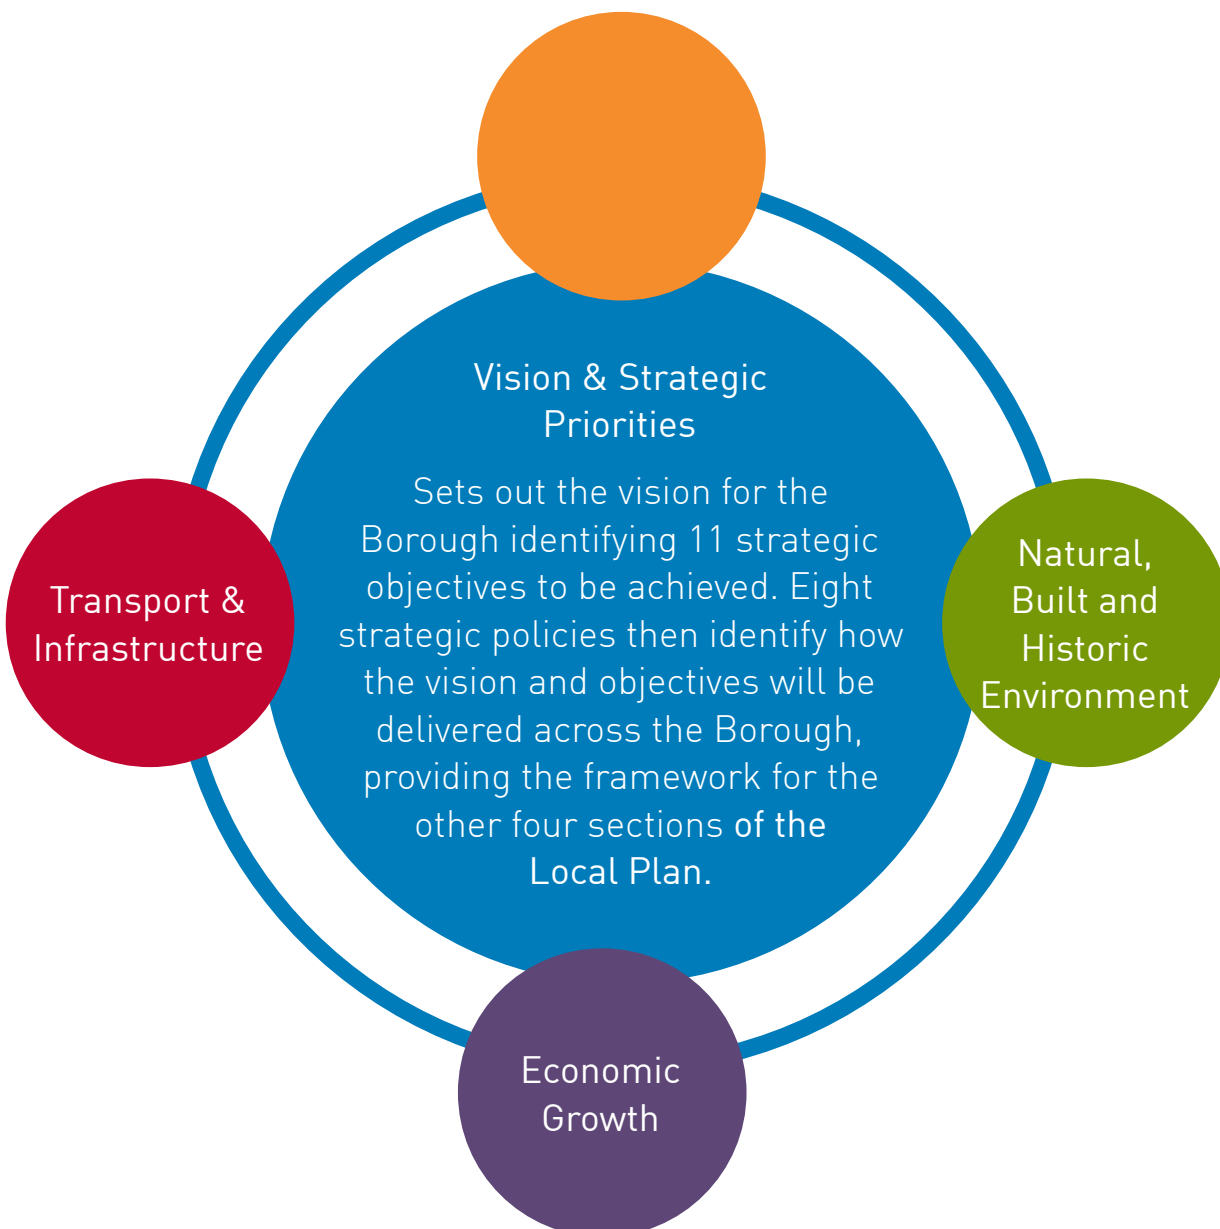 Vision & Strategic
Priorities
Sets out the vision for the
Borough identifying 11 strategic
objectives to be achieved. Eight
strategic policies then identify how
the vision and objectives will be
delivered across the Borough,
providing the framework for the
other four sections of the
Local Plan.
Transport &
Infrastructure
Natural,
Built and
Historic
Environment
Economic
Growth